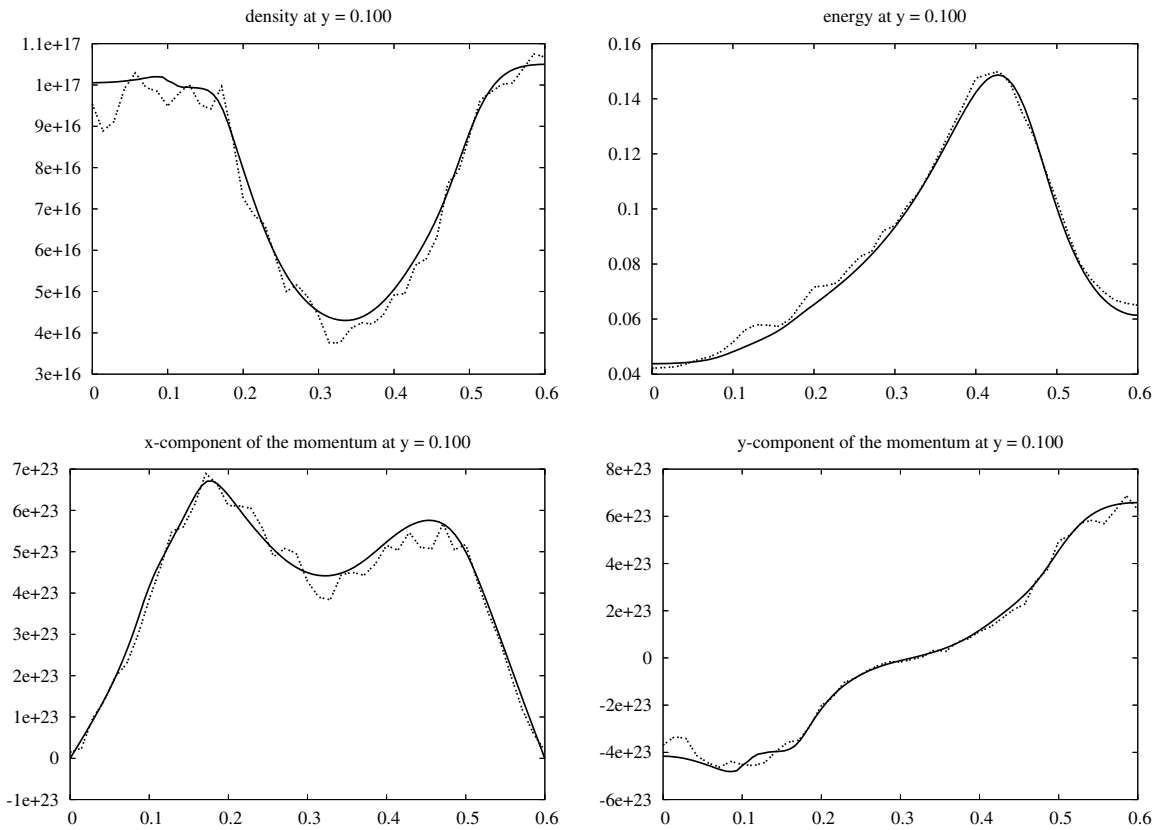 density at y = 0.100
1.1e+17
1e+17
9e+16
8e+16
7e+16
6e+16
5e+16
4e+16
3e+16
0 0.1 0.2 0.3 0.4 0.5 0.6
energy at y = 0.100
0.16
0.14
0.12
0.1
0.08
0.06
0.04
0 0.1 0.2 0.3 0.4 0.5 0.6
x-component of the momentum at y = 0.100
7e+23
6e+23
5e+23
4e+23
3e+23
2e+23
1e+23
0
-1e+23
0 0.1 0.2 0.3 0.4 0.5 0.6
y-component of the momentum at y = 0.100
8e+23
6e+23
4e+23
2e+23
0
-2e+23
-4e+23
-6e+23
0 0.1 0.2 0.3 0.4 0.5 0.6